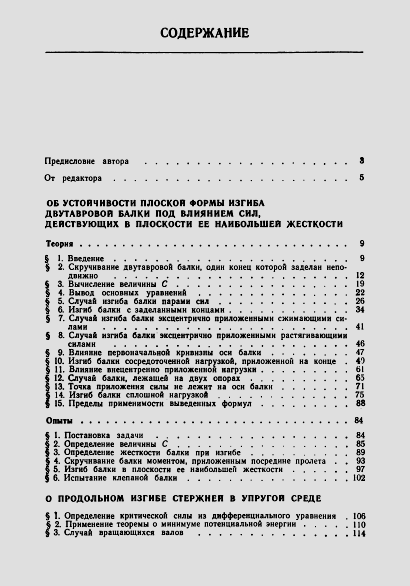 СОДЕРЖАНИЕ
Предисловие автора . . . . . . . . . . . . . . . . . . 3
От редактора . . . . . . . . . . . . . . . . . . . . . 5
ОБ УСТОЙЧИВОСТИ ПЛОСКОЙ ФОРМЫ ИЗГИБА
ДВУТАВРОВОЙ БАЛКИ ПОД ВЛИЯНИЕМ СИЛ,
ДЕЙСТВУЮЩИХ В ПЛОСКОСТИ ЕЕ НАИБОЛЬШЕЙ ЖЕСТКОСТИ
Теория . . . . . . . . . . . . . . . . . . . . . . . . 9
§ 1. Введение . . . . . . . . . . . . . . . . . . . . 9
§ 2. Скручивание двутавровой балки, один конец которой заделан непо-
движно . . . . . . . . . . . . . . . . . . . . 12
§ 3. Вычисление величины C . . . . . . . . . . . . . . 19
§ 4. Вывод основных уравнений . . . . . . . . . . . . 22
§ 5. Случай изгиба балки парами сил . . . . . . . . . . 26
§ 6. Изгиб балки с заделанными концами . . . . . . . . . 34
§ 7. Случай изгиба балки эксцентрично приложенными сжимающими си-
лами . . . . . . . . . . . . . . . . . . . . . 41
§ 8. Случай изгиба балки эксцентрично приложенными растягивающими
силами . . . . . . . . . . . . . . . . . . . . 46
§ 9. Влияние первоначальной кривизны оси балки . . . . . . 47
§ 10. Изгиб балки сосредоточенной нагрузкой, приложенной на конце . 49
§ 11. Влияние внецентренно приложенной нагрузки . . . . . . 61
§ 12. Случай балки, лежащей на двух опорах . . . . . . . . 65
§ 13. Точка приложения силы не лежит на оси балки . . . . . 71
§ 14. Изгиб балки сплошной нагрузкой . . . . . . . . . . 75
§ 15. Пределы применимости выведенных формул . . . . . . . 88
Опыты . . . . . . . . . . . . . . . . . . . . . . . . 84
§ 1. Постановка задачи . . . . . . . . . . . . . . . . 84
§ 2. Определение величины C . . . . . . . . . . . . . . 85
§ 3. Определение жесткости балки при изгибе . . . . . . . 89
§ 4. Скручивание балки моментом, приложенным посредине пролета . . 93
§ 5. Изгиб балки в плоскости ее наибольшей жесткости . . . . 97
§ 6. Испытание клепаной балки . . . . . . . . . . . . . 102
О ПРОДОЛЬНОМ ИЗГИБЕ СТЕРЖНЕЙ В УПРУГОЙ СРЕДЕ
§ 1. Определение критической силы из дифференциального уравнения . 106
§ 2. Применение теоремы о минимуме потенциальной энергии . . . . 110
§ 3. Случай вращающихся валов . . . . . . . . . . . . . 114